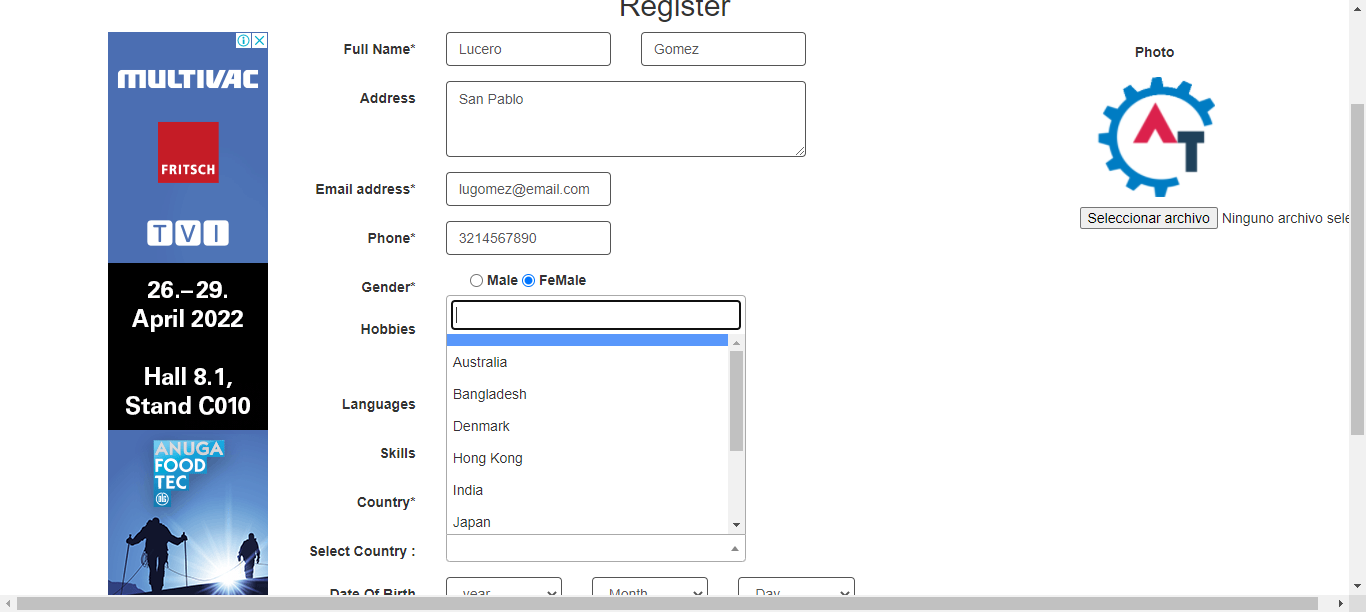 Register
MULTIVAC
FRITSCH
TVI
26.–29.
April 2022
Hall 8.1,
Stand C010
ANUGA
FOOD
TEC
Full Name*
Lucero
Gomez
Address
San Pablo
Email address*
lugomez@email.com
Phone*
3214567890
Gender*
Male
FeMale
Hobbies
Languages
Skills
Country*
Australia
Bangladesh
Denmark
Hong Kong
India
Japan
Select Country :
Date Of Birth
year
Month
Day
Photo
AT
Seleccionar archivo
Ninguno archivo sele